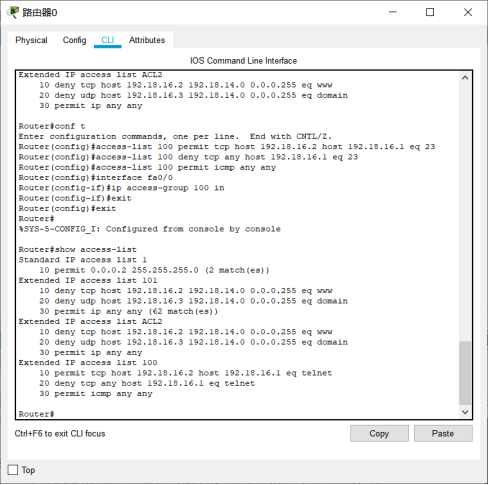 路由器0
Physical Config CLI Attributes
IOS Command Line Interface
Extended IP access list ACL2
10 deny tcp host 192.18.16.2 192.18.14.0 0.0.0.255 eq www
20 deny udp host 192.18.16.3 192.18.14.0 0.0.0.255 eq domain
30 permit ip any any
Router#conf t
Enter configuration commands, one per line. End with CNTL/Z.
Router(config)#access-list 100 permit tcp host 192.18.16.2 host 192.18.16.1 eq 23
Router(config)#access-list 100 deny tcp any host 192.18.16.1 eq 23
Router(config)#access-list 100 permit icmp any any
Router(config)#interface fa0/0
Router(config-if)#ip access-group 100 in
Router(config-if)#exit
Router(config)#exit
Router#
%SYS-5-CONFIG_I: Configured from console by console
Router#show access-list
Standard IP access list 1
10 permit 0.0.0.2 255.255.255.0 (2 match(es))
Extended IP access list 101
10 deny tcp host 192.18.16.2 192.18.14.0 0.0.0.255 eq www
20 deny udp host 192.18.16.3 192.18.14.0 0.0.0.255 eq domain
30 permit ip any any (62 match(es))
Extended IP access list ACL2
10 deny tcp host 192.18.16.2 192.18.14.0 0.0.0.255 eq www
20 deny udp host 192.18.16.3 192.18.14.0 0.0.0.255 eq domain
30 permit ip any any
Extended IP access list 100
10 permit tcp host 192.18.16.2 host 192.18.16.1 eq telnet
20 deny tcp any host 192.18.16.1 eq telnet
30 permit icmp any any
Router#
Ctrl+F6 to exit CLI focus
Copy Paste
Top